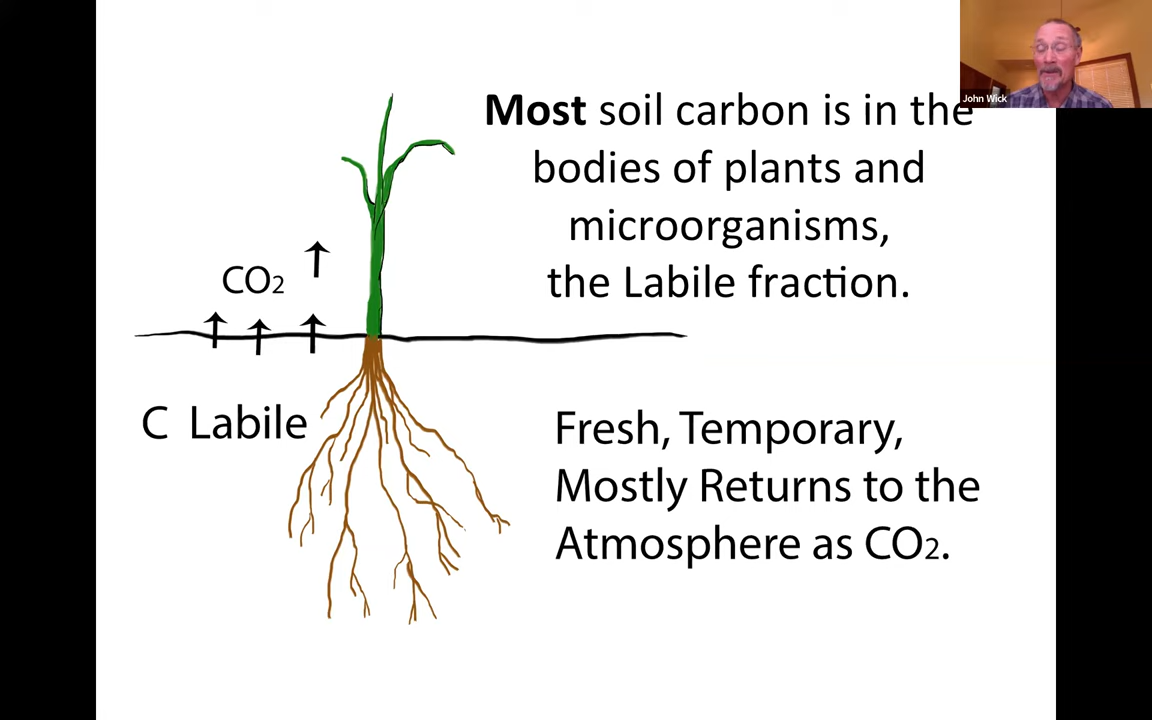 John Wick
Most soil carbon is in the
bodies of plants and
microorganisms,
the Labile fraction.
CO2
C Labile
Fresh, Temporary,
Mostly Returns to the
Atmosphere as CO2.